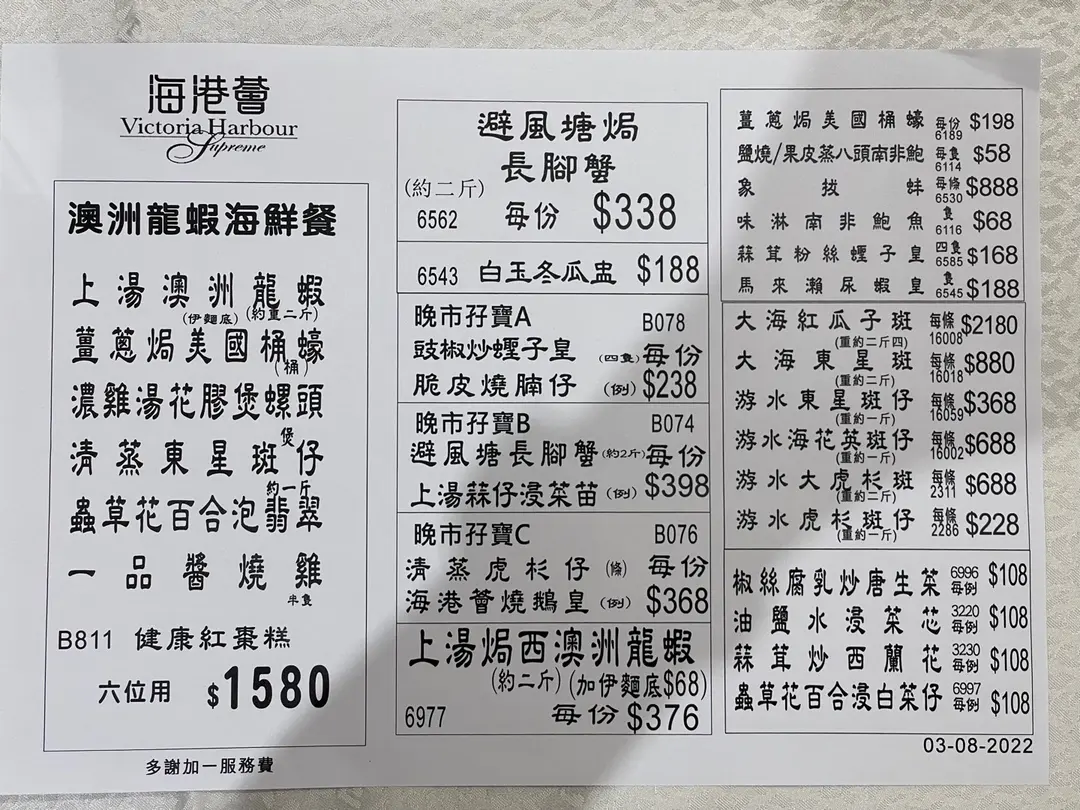 海港薈
Victoria Harbour
Supreme
澳洲龍蝦海鮮餐
上湯澳洲龍蝦
(伊麵底) (約重二斤)
薑蔥焗美國桶蠔
(桶)
濃雞湯花膠煲螺頭
煲
清蒸東星斑仔
約一斤
蟲草花百合泡翡翠
一品醬燒雞
半隻
B811 健康紅棗糕
六位用 $1580
多謝加一服務費
避風塘焗
長腳蟹
(約二斤)
6562 每份 $338
6543 白玉冬瓜盅 $188
晚市孖寶A B078
豉椒炒蟶子皇 (四隻) 每份
脆皮燒腩仔 (例) $238
晚市孖寶B B074
避風塘長腳蟹 (約2斤) 每份
上湯蒜仔浸菜苗 (例) $398
晚市孖寶C B076
清蒸虎杉仔 (條) 每份
海港薈燒鵝皇 (例) $368
上湯焗西澳洲龍蝦
(約二斤) (加伊麵底$68)
6977 每份 $376
薑蔥焗美國桶蠔 每份 6189 $198
鹽燒/果皮蒸八頭南非鮑 每隻 6114 $58
象拔蚌 每條 6530 $888
味淋南非鮑魚 隻 6116 $68
蒜茸粉絲蟶子皇 四隻 6585 $168
馬來瀨尿蝦皇 隻 6545 $188
大海紅瓜子斑 每條 16008 $2180
(重約二斤四)
大海東星斑 每條 16018 $880
(重約二斤)
游水東星斑仔 每條 16059 $368
(重約一斤)
游水海花英斑仔 每條 16002 $688
(重約一斤)
游水大虎杉斑 每條 2311 $688
(重約二斤)
游水虎杉斑仔 每條 2286 $228
(重約一斤)
椒絲腐乳炒唐生菜 6996 每例 $108
油鹽水浸菜芯 3220 每例 $108
蒜茸炒西蘭花 3230 每例 $108
蟲草花百合浸白菜仔 6997 每例 $108
03-08-2022